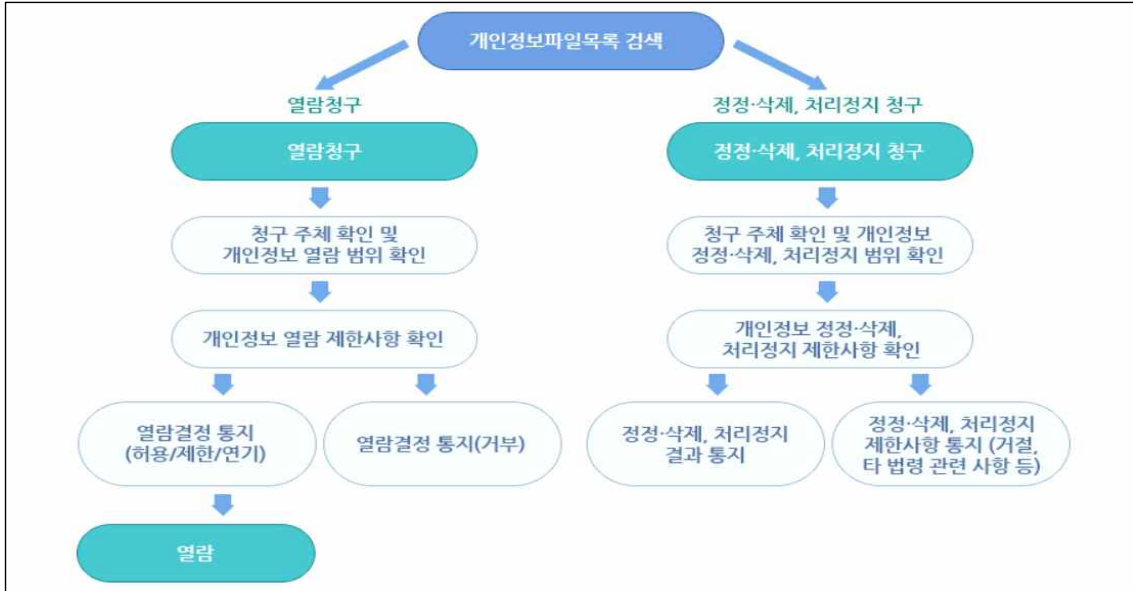 개인정보파일목록 검색
열람청구
정정·삭제, 처리정지 청구
열람청구
정정·삭제, 처리정지 청구
청구 주체 확인 및
개인정보 열람 범위 확인
청구 주체 확인 및 개인정보
정정·삭제, 처리정지 범위 확인
개인정보 열람 제한사항 확인
개인정보 정정·삭제,
처리정지 제한사항 확인
열람결정 통지
(허용/제한/연기)
열람결정 통지(거부)
정정·삭제, 처리정지
결과 통지
정정·삭제, 처리정지
제한사항 통지 (거절,
타 법령 관련 사항 등)
열람